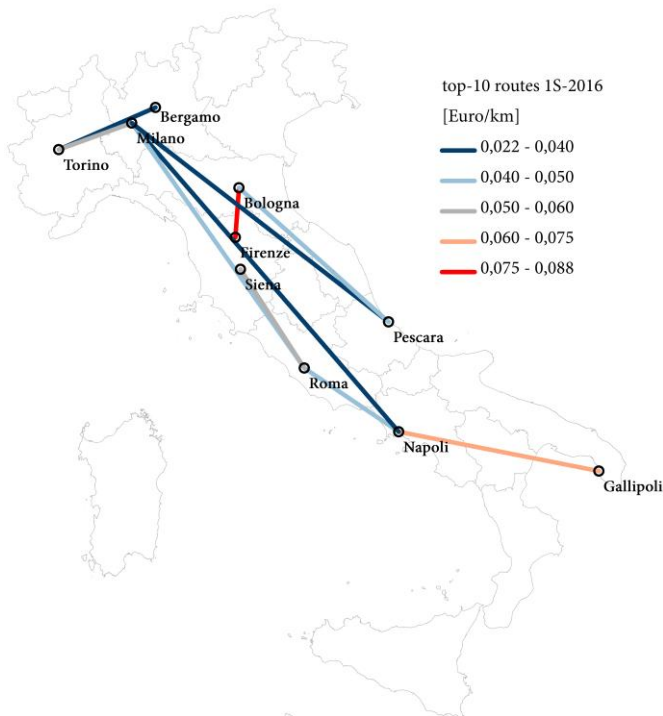 top-10 routes 1S-2016
[Euro/km]
0,022 - 0,040
0,040 - 0,050
0,050 - 0,060
0,060 - 0,075
0,075 - 0,088
Bergamo
Milano
Torino
Bologna
Firenze
Siena
Pescara
Roma
Napoli
Gallipoli